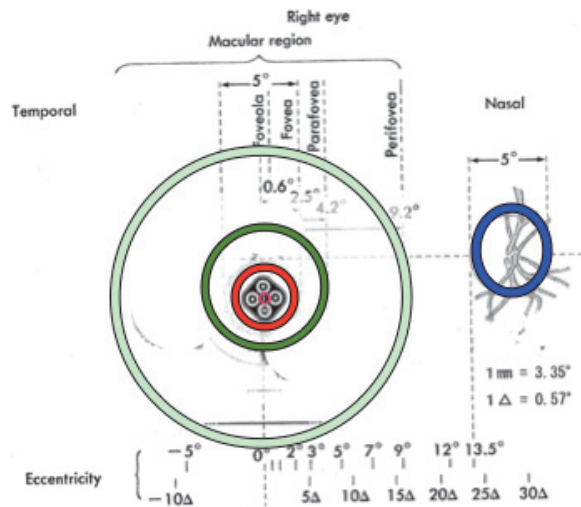 Right eye
Macular region
5°
Temporal
Foveola
Fovea
Parafovea
Perifovea
Nasal
5°
0.6°
2.5°
4.2°
9.2°
1 mm = 3.35°
1 Δ = 0.57°
−5° 0° 2° 3° 5° 7° 9° 12° 13.5°
Eccentricity
−10Δ 5Δ 10Δ 15Δ 20Δ 25Δ 30Δ